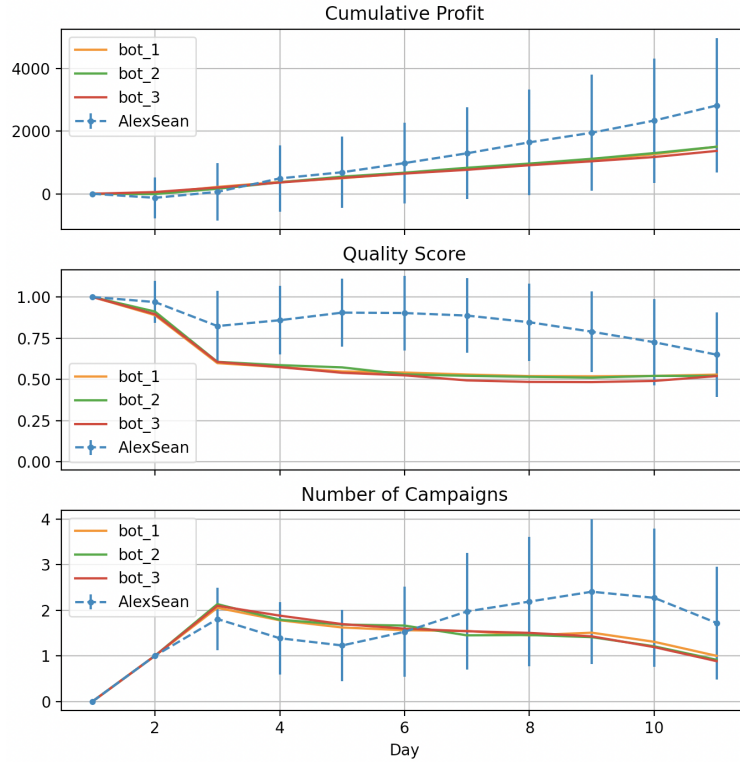 Cumulative Profit
bot_1
bot_2
bot_3
AlexSean
4000
2000
0
Quality Score
1.00
0.75
0.50
0.25
0.00
bot_1
bot_2
bot_3
AlexSean
Number of Campaigns
bot_1
bot_2
bot_3
AlexSean
4
3
2
1
0
2 4 6 8 10
Day